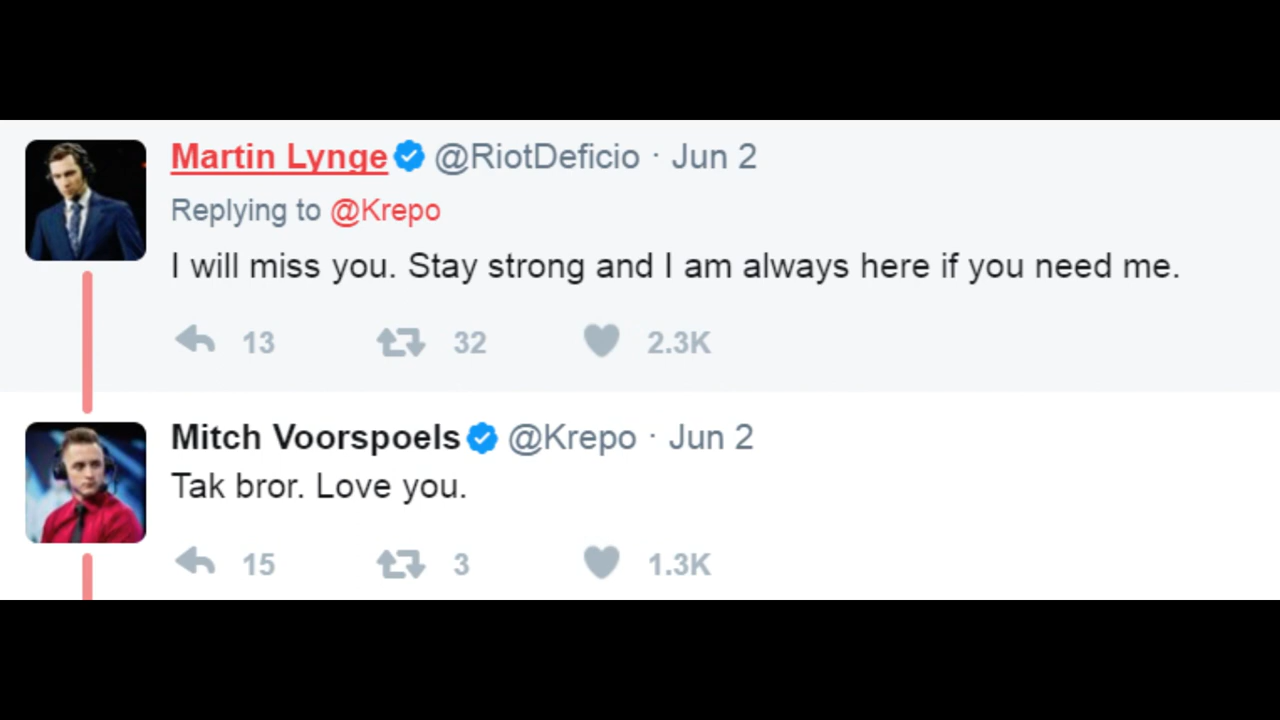 Martin Lynge @RiotDeficio · Jun 2
Replying to @Krepo
I will miss you. Stay strong and I am always here if you need me.
13 32 2.3K
Mitch Voorspoels @Krepo · Jun 2
Tak bror. Love you.
15 3 1.3K